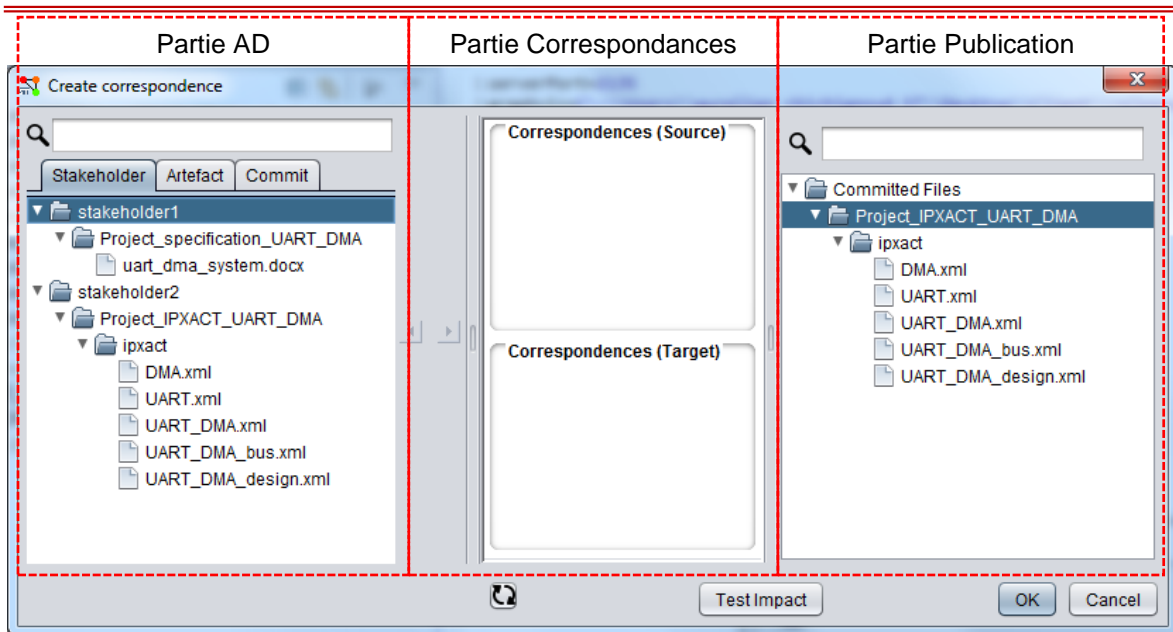 Partie AD
Partie Correspondances
Partie Publication
Create correspondence
Stakeholder
Artefact
Commit
stakeholder1
Project_specification_UART_DMA
uart_dma_system.docx
stakeholder2
Project_IPXACT_UART_DMA
ipxact
DMA.xml
UART.xml
UART_DMA.xml
UART_DMA_bus.xml
UART_DMA_design.xml
Correspondences (Source)
Correspondences (Target)
Committed Files
Project_IPXACT_UART_DMA
ipxact
DMA.xml
UART.xml
UART_DMA.xml
UART_DMA_bus.xml
UART_DMA_design.xml
Test Impact
OK
Cancel